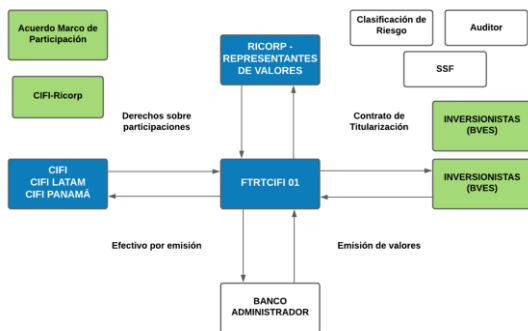 Acuerdo Marco de
Participación
CIFI-Ricorp
RICORP -
REPRESENTANTES
DE VALORES
Clasificación de
Riesgo
Auditor
SSF
Derechos sobre
participaciones
Contrato de
Titularización
INVERSIONISTAS
(BVES)
CIFI
CIFI LATAM
CIFI PANAMÁ
FTRTCIFI 01
INVERSIONISTAS
(BVES)
Efectivo por emisión
Emisión de valores
BANCO
ADMINISTRADOR